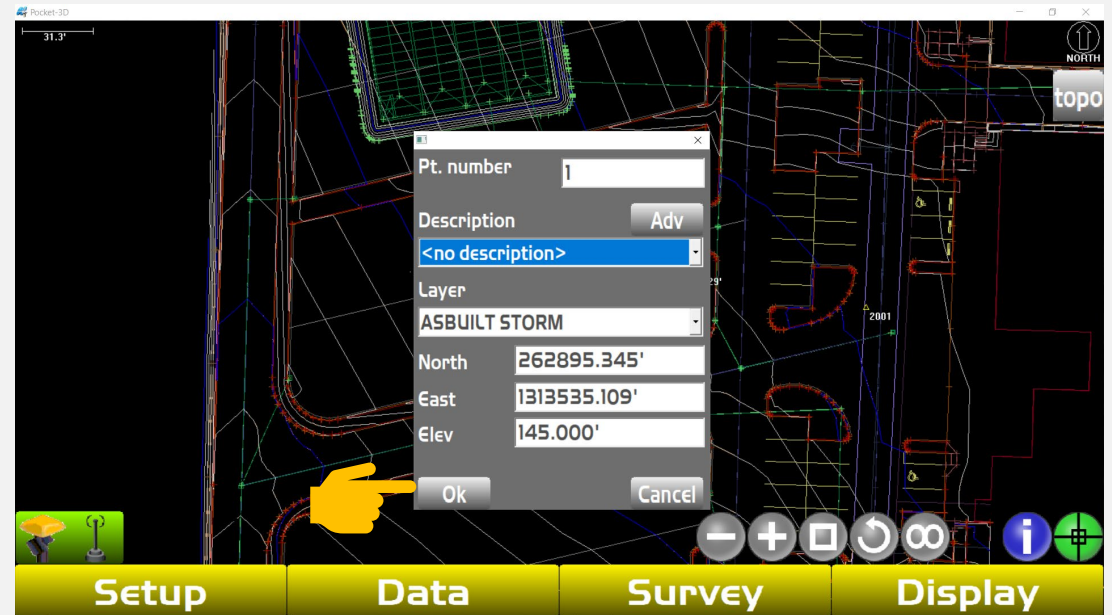 Pocket-3D
31.3'
NORTH
topo
Pt. number
1
Description
Adv
<no description>
Layer
29'
ASBUILT STORM
2001
North
262895.345'
East
1313535.109'
Elev
145.000'
Ok
Cancel
i
Setup
Data
Survey
Display